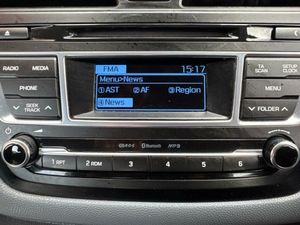 FMA 15:17
Menu>News
①AST ②AF ③Region
④News
RADIO MEDIA
PHONE
SEEK
TRACK
TA
SCAN
SETUP
CLOCK
FOLDER
1 RPT 2 RDM 3 4 5 6
Bluetooth MP3